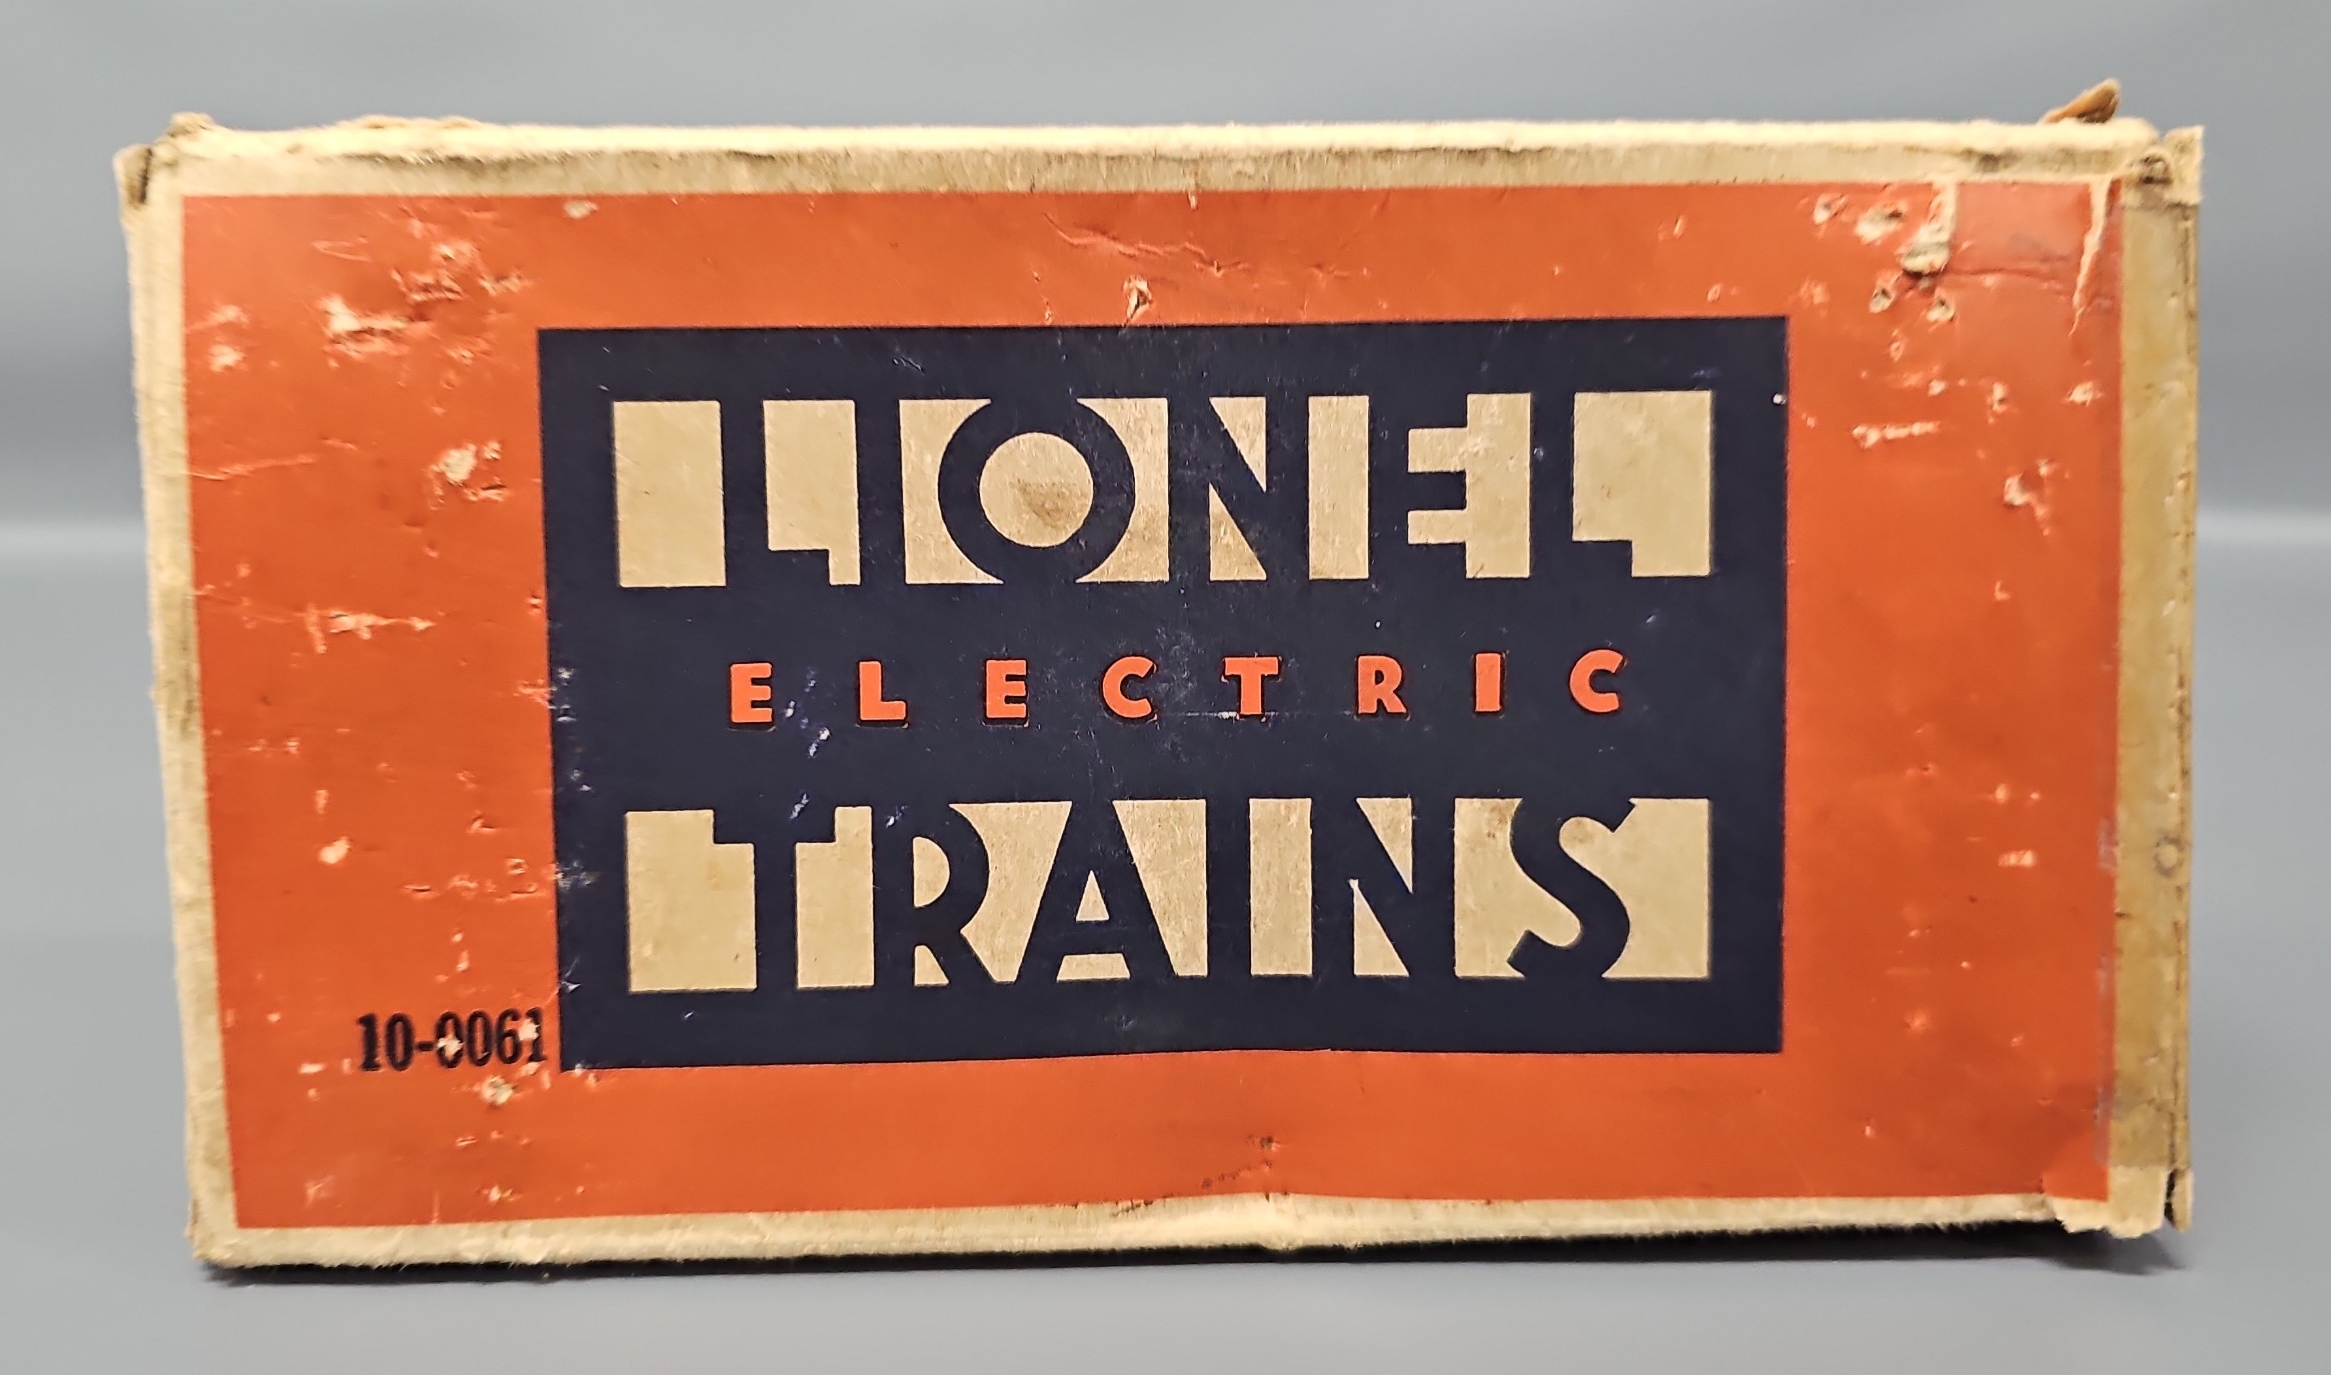 LIONEL
ELECTRIC
TRAINS
10-0061